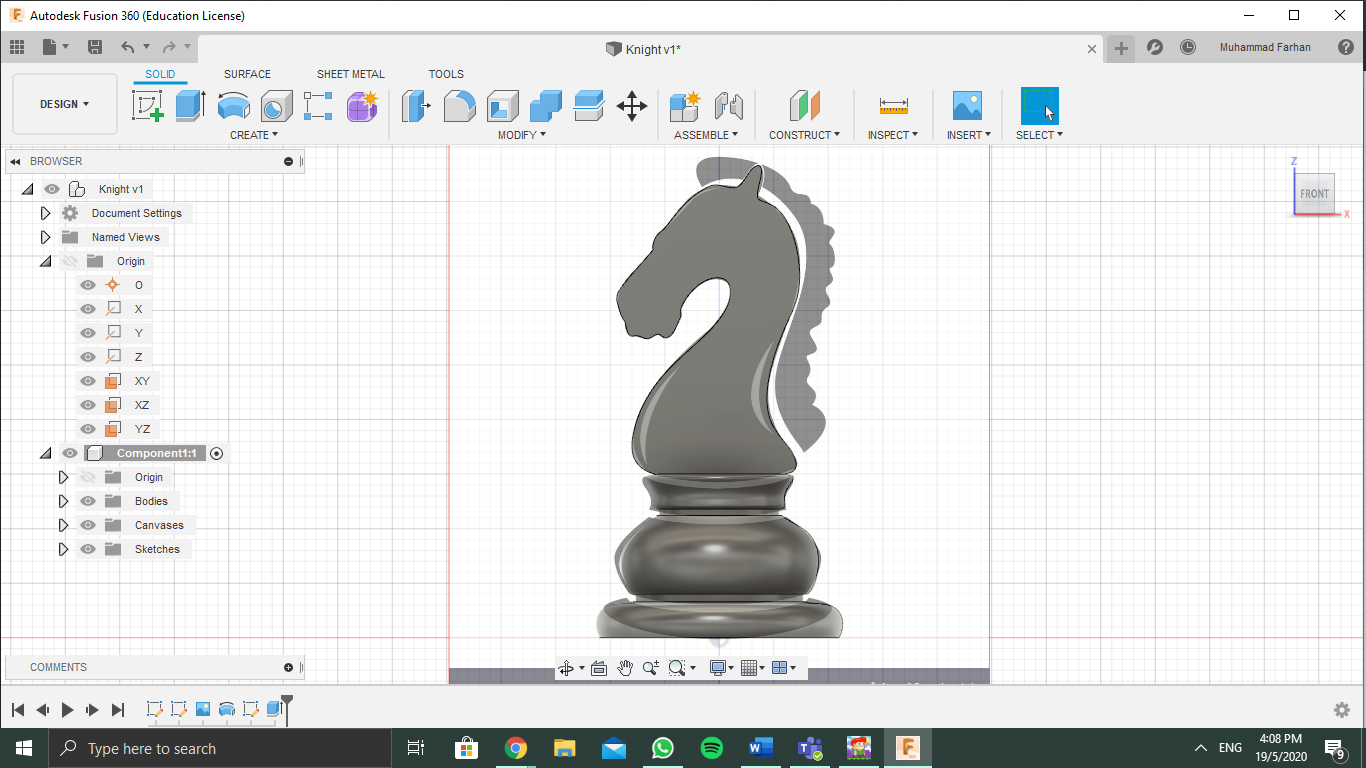 Autodesk Fusion 360 (Education License)
Knight v1*
Muhammad Farhan
SOLID SURFACE SHEET METAL TOOLS
DESIGN
CREATE MODIFY ASSEMBLE CONSTRUCT INSPECT INSERT SELECT
BROWSER
Knight v1
Document Settings
Named Views
Origin
O
X
Y
Z
XY
XZ
YZ
Component1:1
Origin
Bodies
Canvases
Sketches
Z
FRONT
X
COMMENTS
Type here to search
ENG
4:08 PM
19/5/2020
9